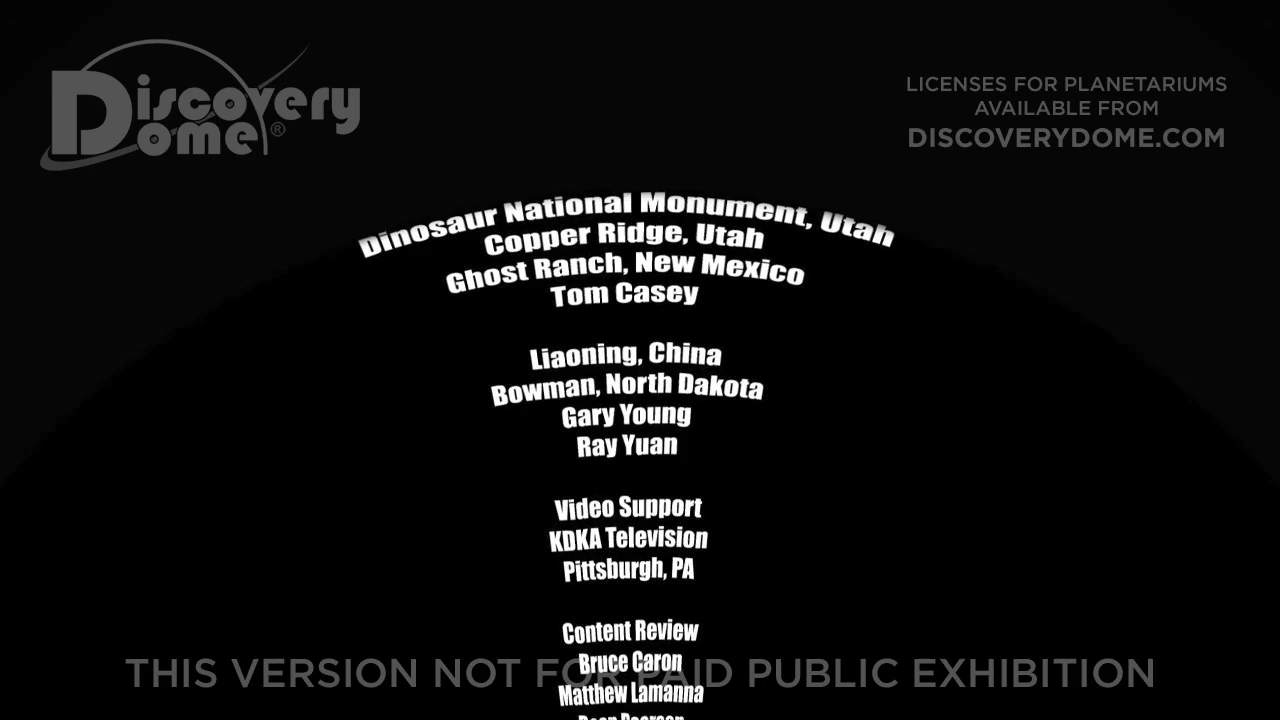 Discovery
Dome®
LICENSES FOR PLANETARIUMS
AVAILABLE FROM
DISCOVERYDOME.COM
Dinosaur National Monument, Utah
Copper Ridge, Utah
Ghost Ranch, New Mexico
Tom Casey
Liaoning, China
Bowman, North Dakota
Gary Young
Ray Yuan
Video Support
KDKA Television
Pittsburgh, PA
Content Review
Bruce Caron
THIS VERSION NOT FOR PAID PUBLIC EXHIBITION
Matthew Lamanna